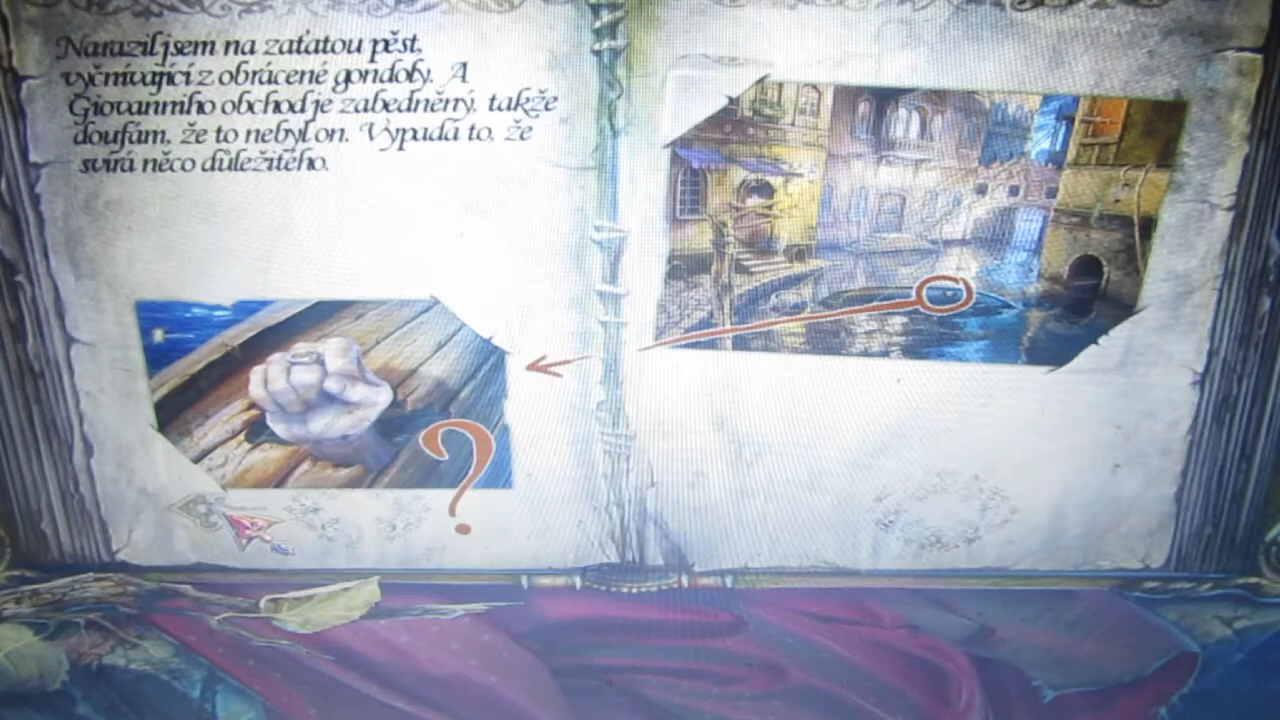 Narazil jsem na zaťatou pěst,
vyčnívající z obrácené gondoly. A
Giovanniho obchod je zabedněný, takže
doufám, že to nebyl on. Vypadá to, že
svírá něco důležitého.
?